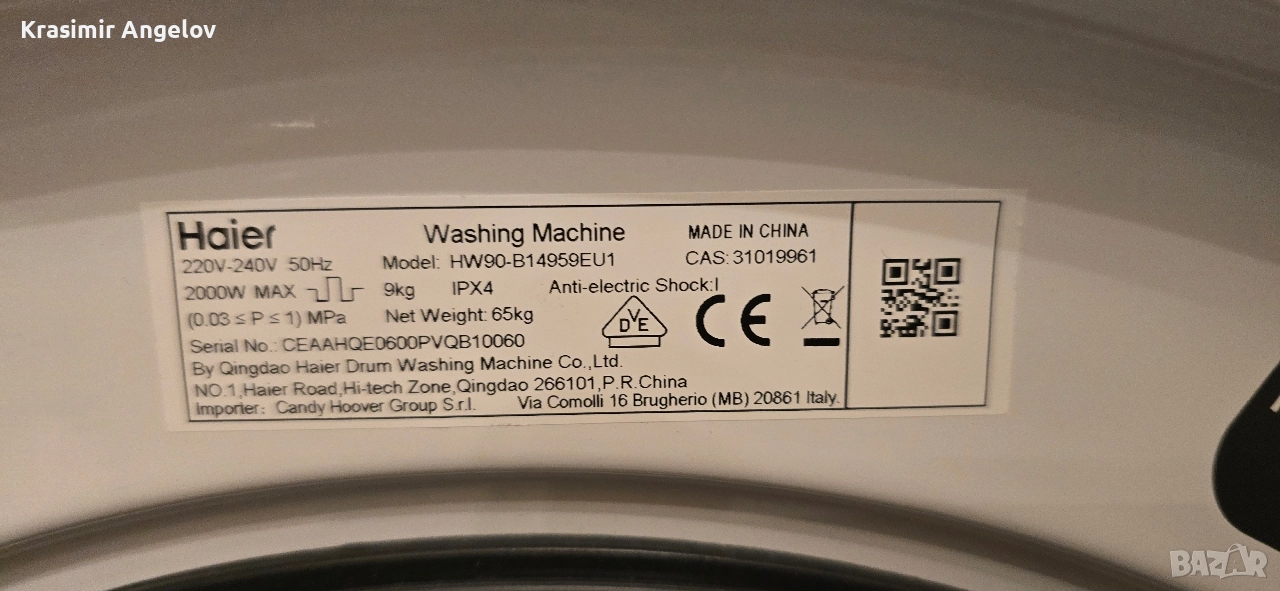 Krasimir Angelov
Haier Washing Machine MADE IN CHINA
220V-240V 50Hz Model: HW90-B14959EU1 CAS: 31019961
2000W MAX 9kg IPX4 Anti-electric Shock:I
(0.03 ≤ P ≤ 1) MPa Net Weight: 65kg DVE CE
Serial No.: CEAAHQE0600PVQB10060
By Qingdao Haier Drum Washing Machine Co.,Ltd.
NO.1,Haier Road,Hi-tech Zone,Qingdao 266101,P.R.China
Importer: Candy Hoover Group S.r.l. Via Comolli 16 Brugherio (MB) 20861 Italy.
BAZAR